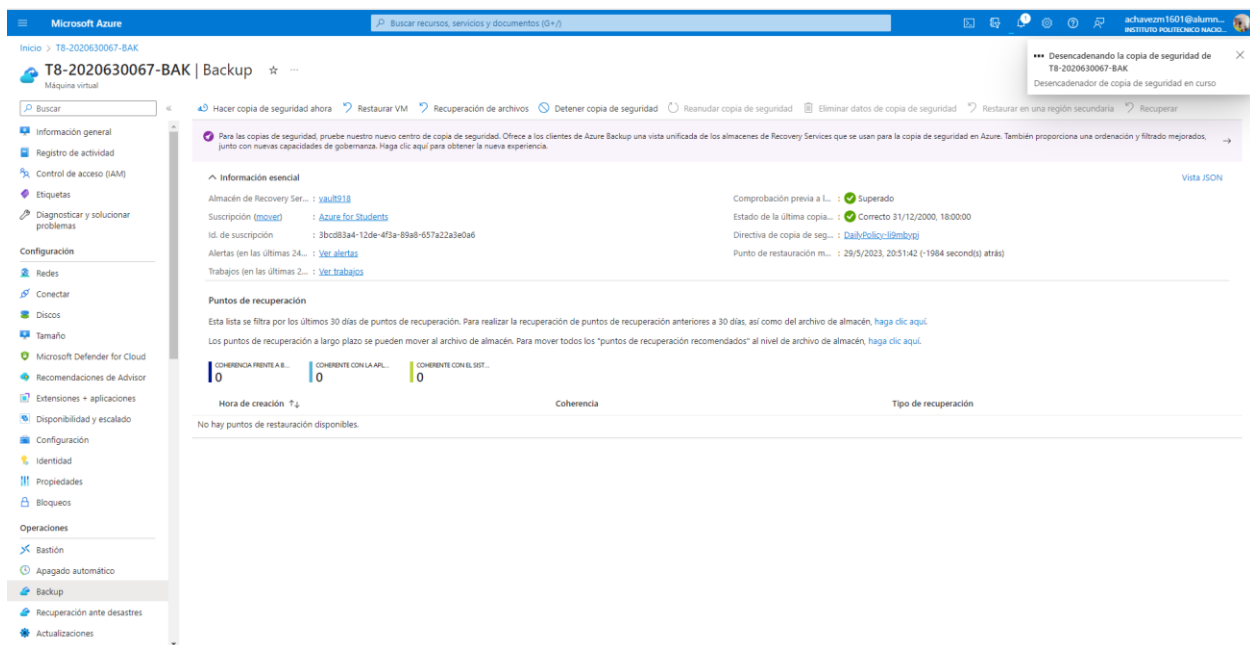 Microsoft Azure
Buscar recursos, servicios y documentos (G+/)
1
achavezm1601@alumn...
INSTITUTO POLITECNICO NACIO...
Inicio > T8-2020630067-BAK
T8-2020630067-BAK | Backup
Máquina virtual
Desencadenando la copia de seguridad de T8-2020630067-BAK
Desencadenador de copia de seguridad en curso
Buscar
Hacer copia de seguridad ahora
Restaurar VM
Recuperación de archivos
Detener copia de seguridad
Reanudar copia de seguridad
Eliminar datos de copia de seguridad
Restaurar en una región secundaria
Recuperar
Información general
Registro de actividad
Control de acceso (IAM)
Etiquetas
Diagnosticar y solucionar problemas
Configuración
Redes
Conectar
Discos
Tamaño
Microsoft Defender for Cloud
Recomendaciones de Advisor
Extensiones + aplicaciones
Disponibilidad y escalado
Configuración
Identidad
Propiedades
Bloqueos
Operaciones
Bastión
Apagado automático
Backup
Recuperación ante desastres
Actualizaciones
Para las copias de seguridad, pruebe nuestro nuevo centro de copia de seguridad. Ofrece a los clientes de Azure Backup una vista unificada de los almacenes de Recovery Services que se usan para la copia de seguridad en Azure. También proporciona una ordenación y filtrado mejorados,
junto con nuevas capacidades de gobernanza. Haga clic aquí para obtener la nueva experiencia.
Información esencial
Vista JSON
Almacén de Recovery Ser... : vault918
Suscripción (mover) : Azure for Students
Id. de suscripción : 3bcd83a4-12de-4f3a-89a8-657a22a3e0a6
Alertas (en las últimas 24... : Ver alertas
Trabajos (en las últimas 2... : Ver trabajos
Comprobación previa a l... : Superado
Estado de la última copia... : Correcto 31/12/2000, 18:00:00
Directiva de copia de seg... : DailyPolicy-li9mbypj
Punto de restauración m... : 29/5/2023, 20:51:42 (-1984 second(s) atrás)
Puntos de recuperación
Esta lista se filtra por los últimos 30 días de puntos de recuperación. Para realizar la recuperación de puntos de recuperación anteriores a 30 días, así como del archivo de almacén, haga clic aquí.
Los puntos de recuperación a largo plazo se pueden mover al archivo de almacén. Para mover todos los "puntos de recuperación recomendados" al nivel de archivo de almacén, haga clic aquí.
COHERENCIA FRENTE A B...
0
COHERENTE CON LA APL...
0
COHERENTE CON EL SIST...
0
Hora de creación
Coherencia
Tipo de recuperación
No hay puntos de restauración disponibles.